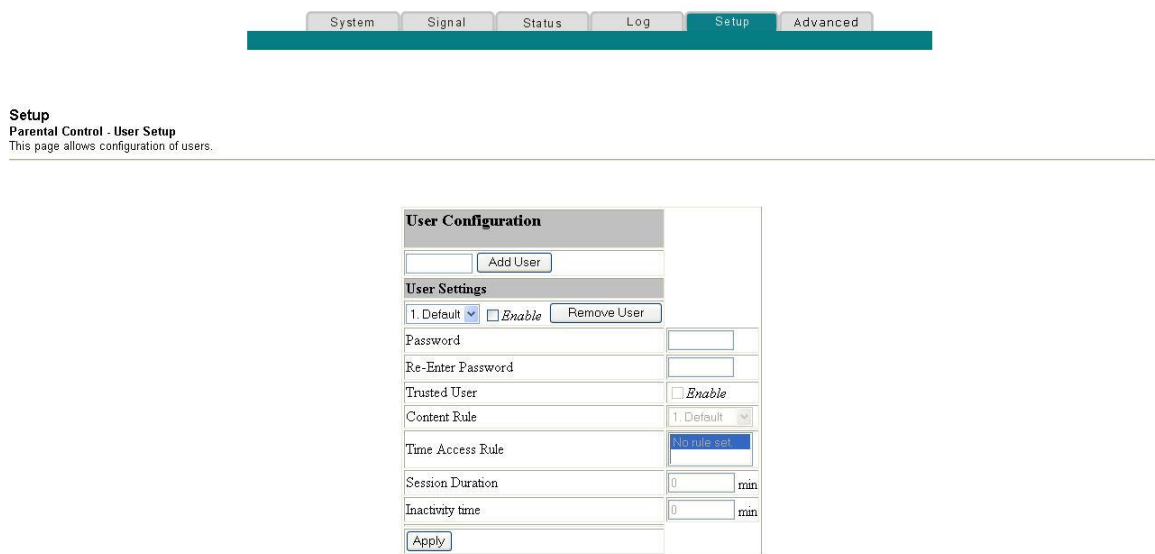 System Signal Status Log Setup Advanced
Setup
Parental Control - User Setup
This page allows configuration of users.
User Configuration
Add User
User Settings
1. Default Enable Remove User
Password
Re-Enter Password
Trusted User Enable
Content Rule 1. Default
Time Access Rule No rule set.
Session Duration 0 min
Inactivity time 0 min
Apply